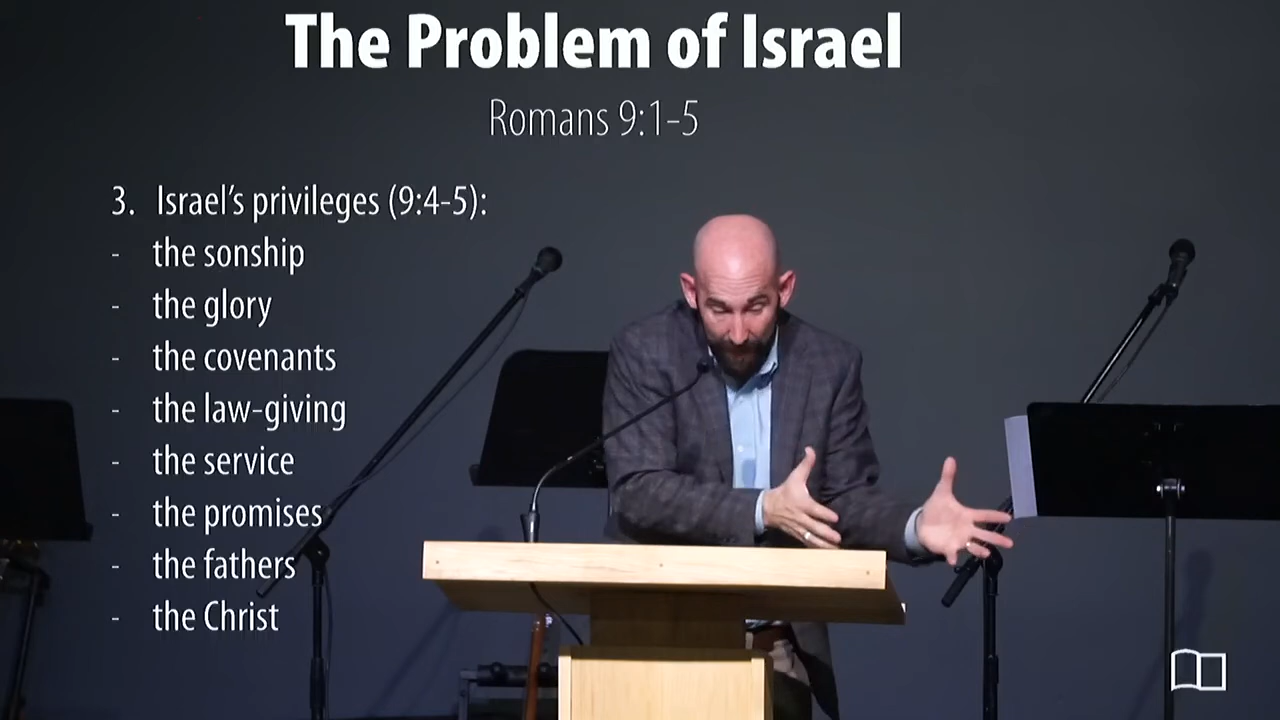 The Problem of Israel
Romans 9:1-5
3. Israel's privileges (9:4-5):
- the sonship
- the glory
- the covenants
- the law-giving
- the service
- the promises
- the fathers
- the Christ